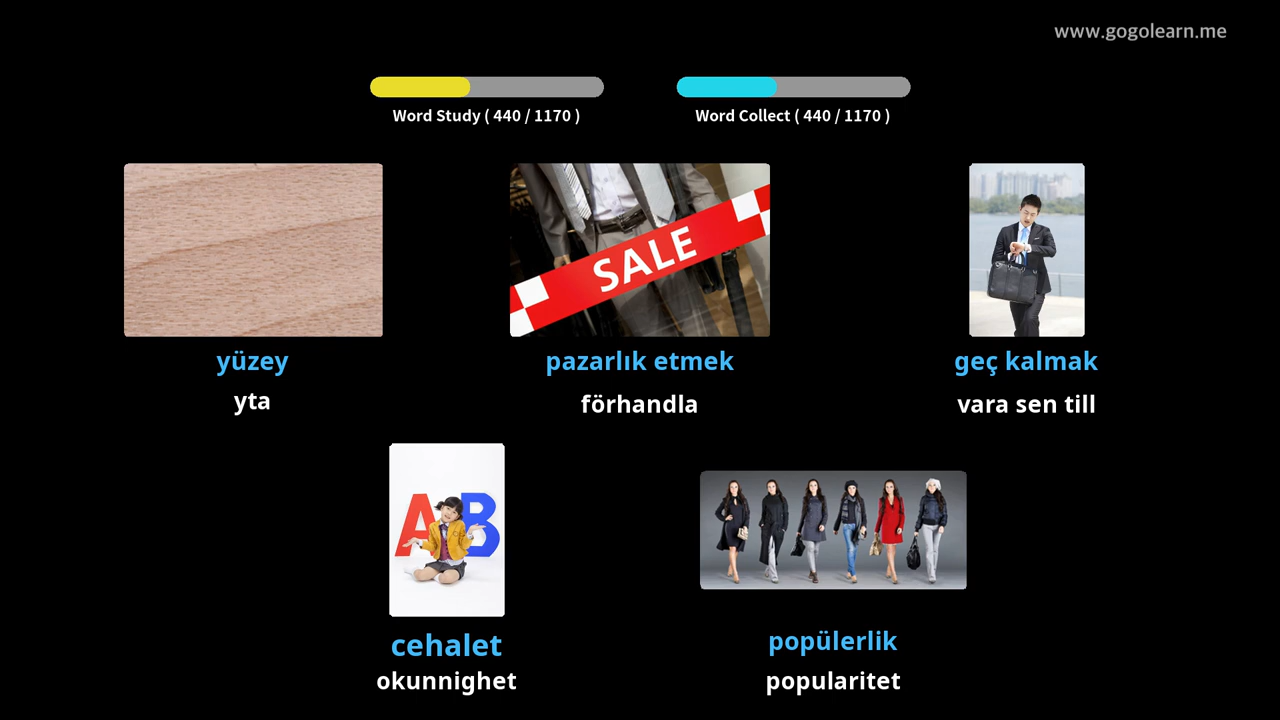 www.gogolearn.me
Word Study ( 440 / 1170 )
Word Collect ( 440 / 1170 )
SALE
yüzey
pazarlık etmek
geç kalmak
yta
förhandla
vara sen till
A B
cehalet
popülerlik
okunnighet
popularitet